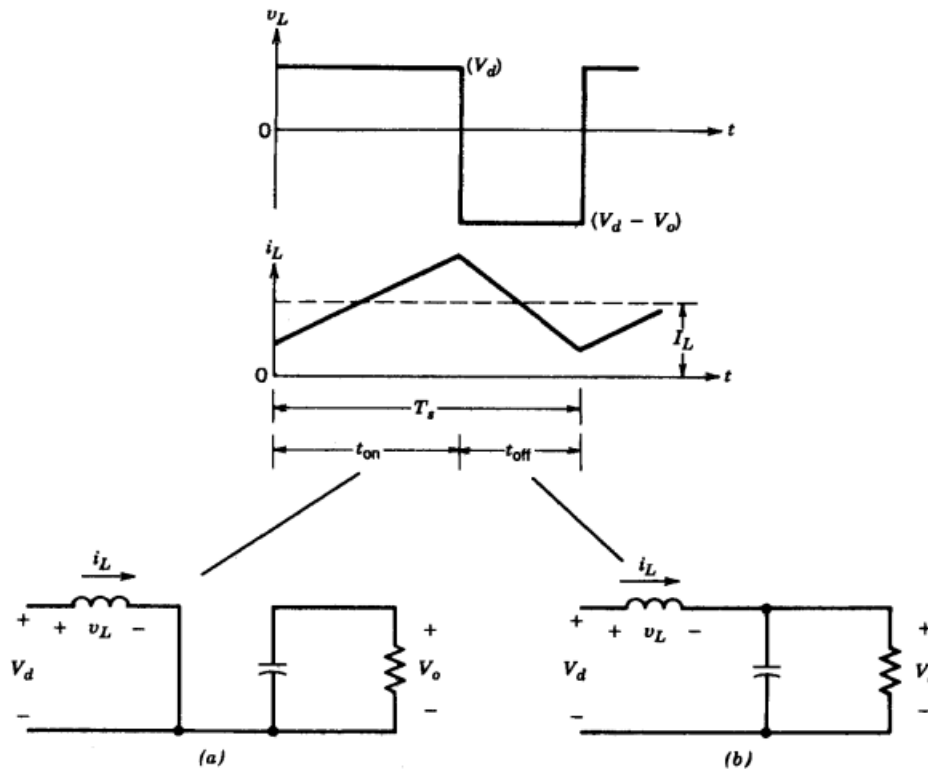 v_L
(V_d)
0
t
(V_d − V_o)
i_L
I_L
0
t
T_s
t_on
t_off
i_L
i_L
+ + v_L −
+
V_d
V_o
− −
(a)
+ + v_L −
+
V_d
V
− −
(b)